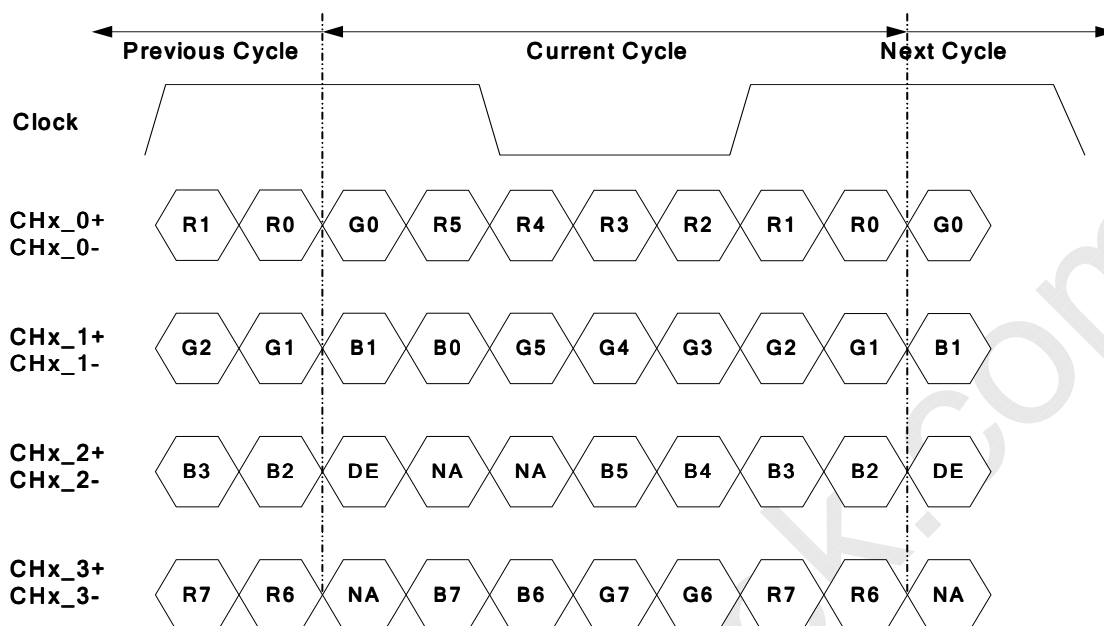 Previous Cycle Current Cycle Next Cycle
Clock
CHx_0+
CHx_0-
R1 R0 G0 R5 R4 R3 R2 R1 R0 G0
CHx_1+
CHx_1-
G2 G1 B1 B0 G5 G4 G3 G2 G1 B1
CHx_2+
CHx_2-
B3 B2 DE NA NA B5 B4 B3 B2 DE
CHx_3+
CHx_3-
R7 R6 NA B7 B6 G7 G6 R7 R6 NA
k.com